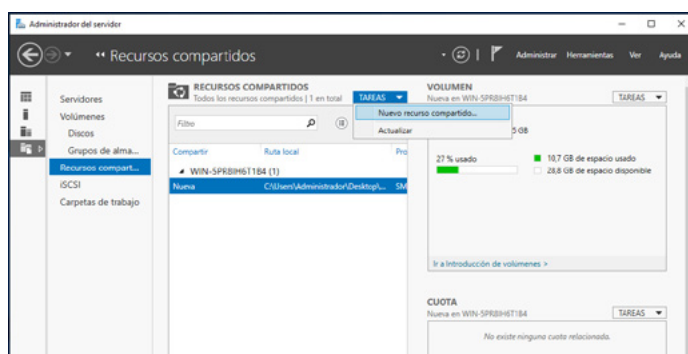 Administrador del servidor
Recursos compartidos
Administrar Herramientas Ver Ayuda
Servidores
Volúmenes
Discos
Grupos de alma...
Recursos compart...
iSCSI
Carpetas de trabajo
RECURSOS COMPARTIDOS
Todos los recursos compartidos | 1 en total
TAREAS
Nuevo recurso compartido...
Actualizar
Filtro
Compartir Ruta local Pro
WIN-5PR8IH6T1B4 (1)
Nueva C:\Users\Administrador\Desktop\... SM
VOLUMEN
Nueva en WIN-5PR8IH6T1B4
TAREAS
5 GB
27 % usado
10,7 GB de espacio usado
28,8 GB de espacio disponible
Ir a Introducción de volúmenes >
CUOTA
Nueva en WIN-5PR8IH6T1B4
TAREAS
No existe ninguna cuota relacionada.